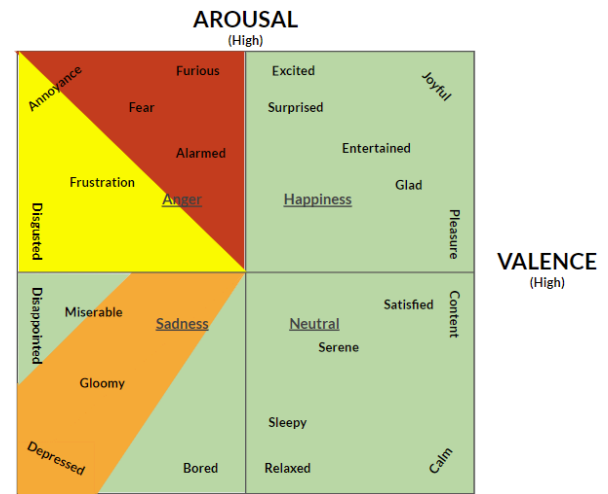 AROUSAL
(High)
Annoyance
Furious
Excited
Joyful
Fear
Surprised
Alarmed
Entertained
Frustration
Glad
Anger
Happiness
Disgusted
Pleasure
VALENCE
(High)
Disappointed
Miserable
Sadness
Neutral
Satisfied
Content
Serene
Gloomy
Sleepy
Depressed
Bored
Relaxed
Calm